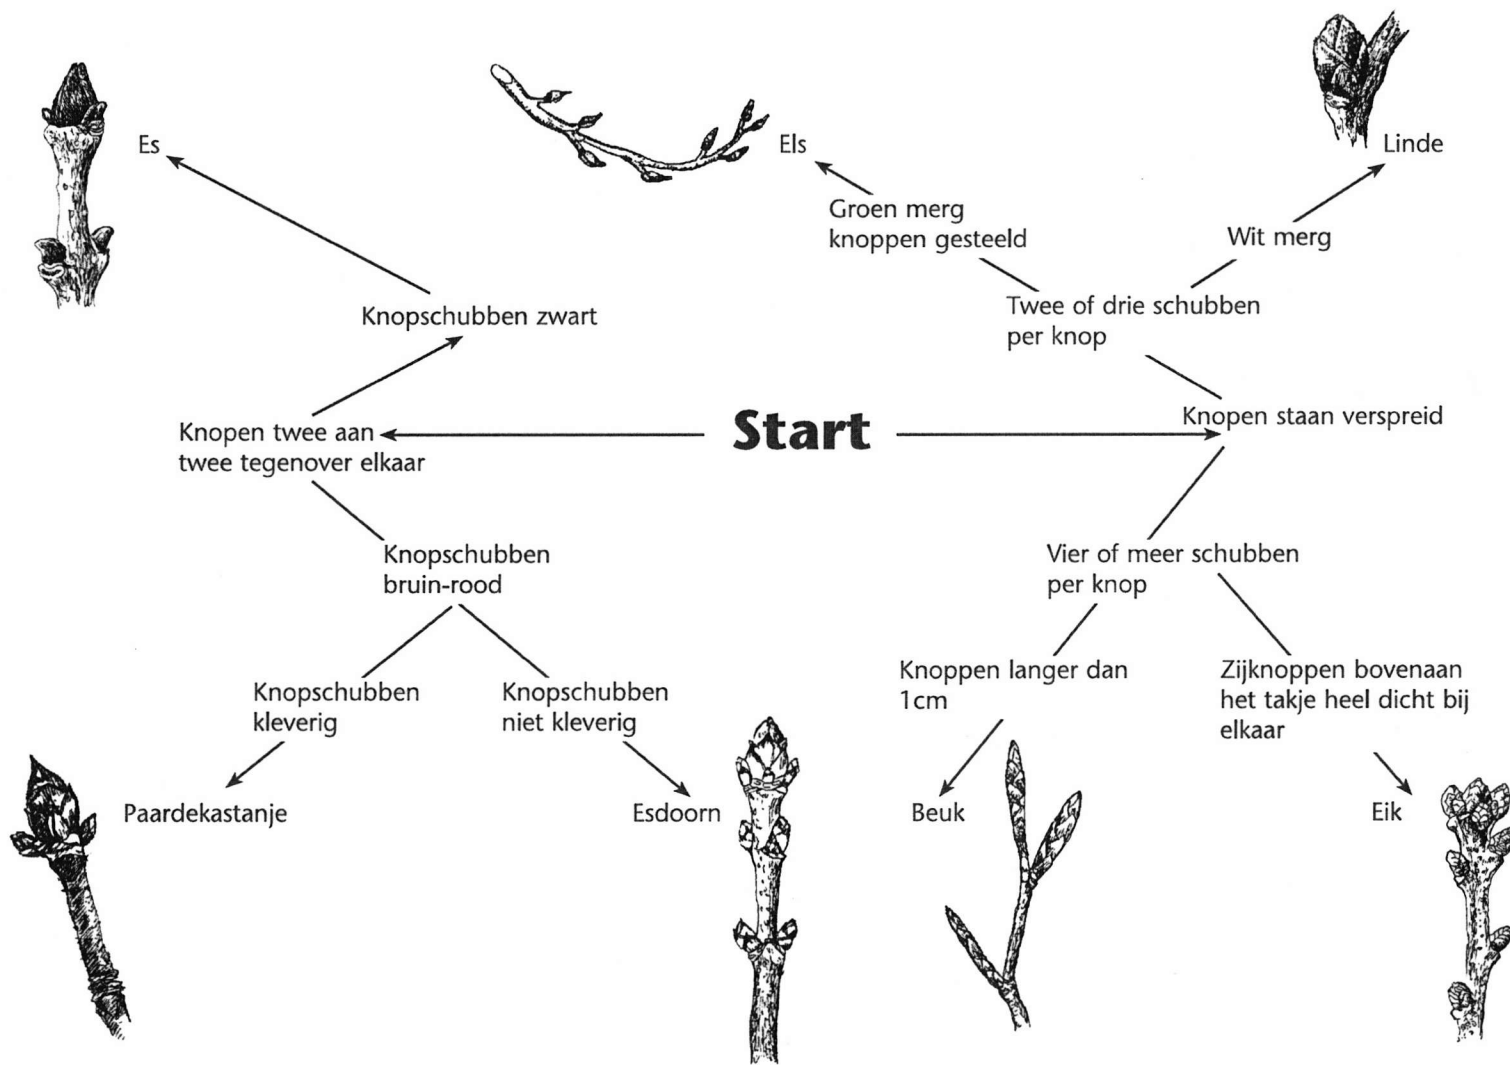 Es
Els
Linde
Groen merg
knoppen gesteeld
Wit merg
Knopschubben zwart
Twee of drie schubben
per knop
Knopen twee aan
twee tegenover elkaar
Start
Knopen staan verspreid
Knopschubben
bruin-rood
Vier of meer schubben
per knop
Knopschubben
kleverig
Knopschubben
niet kleverig
Knoppen langer dan
1cm
Zijknoppen bovenaan
het takje heel dicht bij
elkaar
Paardekastanje
Esdoorn
Beuk
Eik